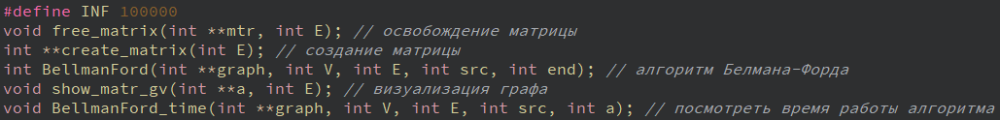 #define INF 100000
void free_matrix(int **mtr, int E); // освобождение матрицы
int **create_matrix(int E); // создание матрицы
int BellmanFord(int **graph, int V, int E, int src, int end); // алгоритм Белмана-Форда
void show_matr_gv(int **a, int E); // визуализация графа
void BellmanFord_time(int **graph, int V, int E, int src, int a); // посмотреть время работы алгоритма